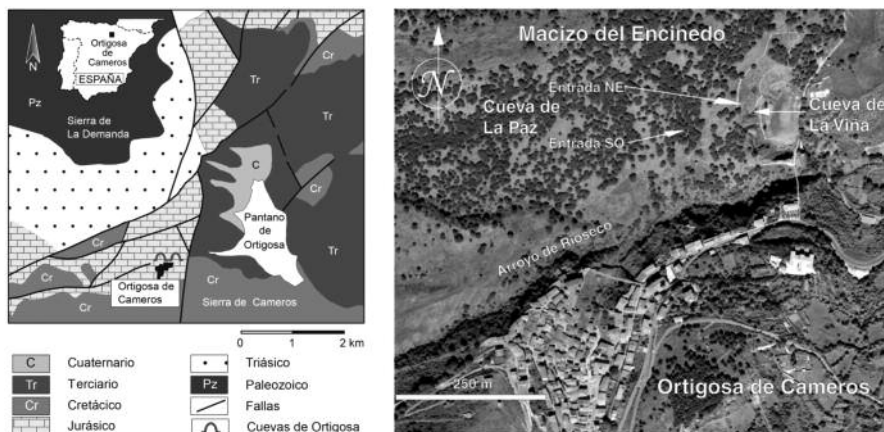 Ortigosa
de
Cameros
N
ESPAÑA
Pz
Sierra de
La Demanda
Cr
Tr
Tr
C
Cr
Pantano
de
Ortigosa
Cr
Tr
Cr
Ortigosa de
Cameros
Cr
Sierra de Cameros
0 1 2 km
C Cuaternario
Tr Terciario
Cr Cretácico
Jurásico
Triásico
Pz Paleozoico
Fallas
Cuevas de Ortigosa
Macizo del Encinedo
N
Entrada NE
Cueva de
La Paz
Cueva de
La Viña
Entrada SO
Arroyo de Rioseco
250 m
Ortigosa de Cameros